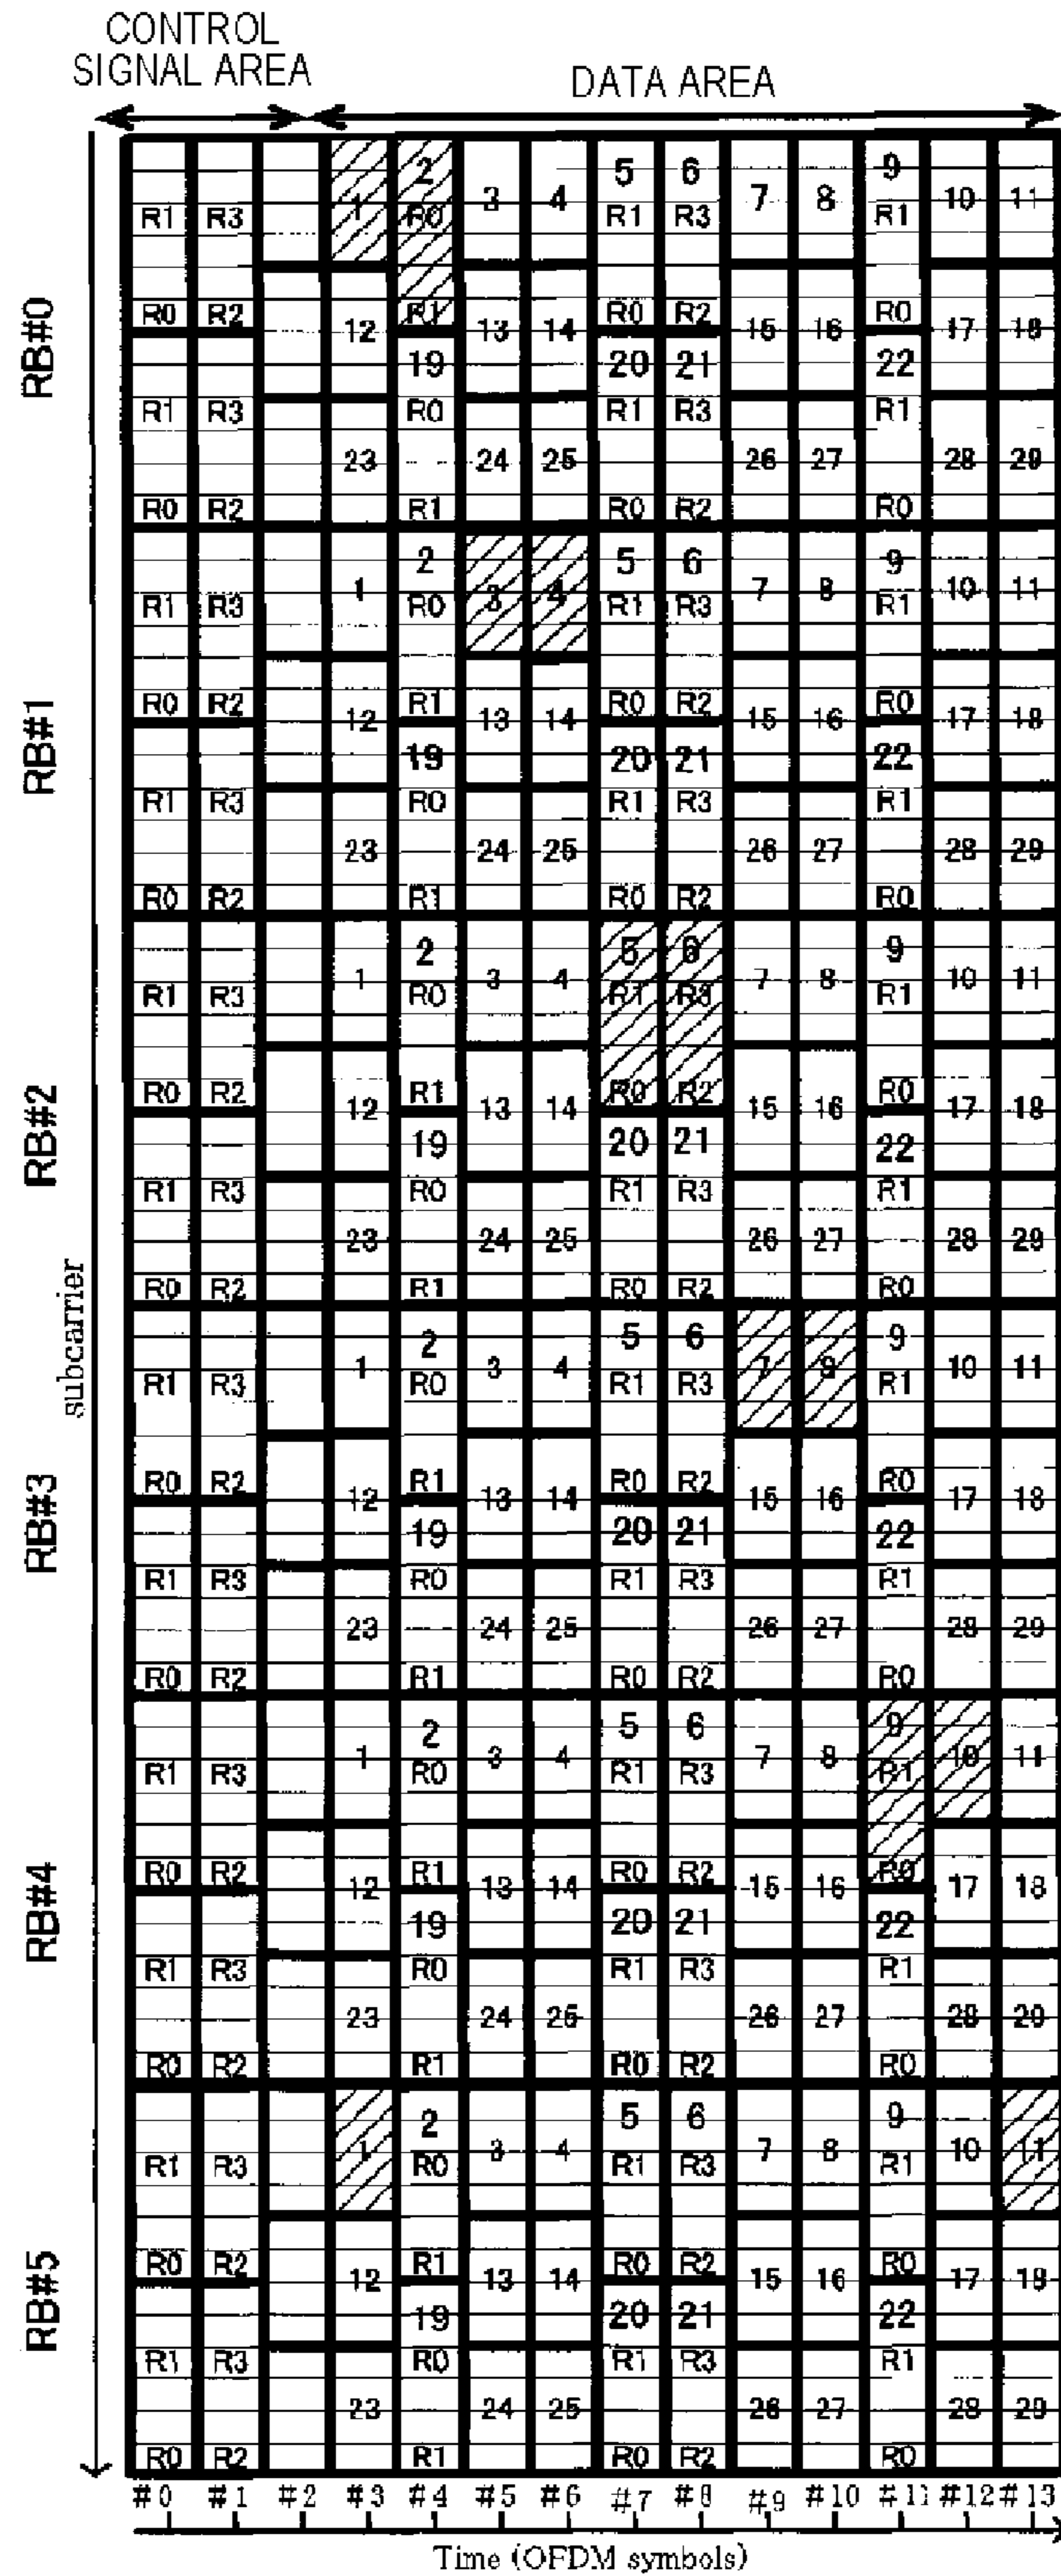 CONTROL
SIGNAL AREA
DATA AREA
RB#0
2 5 6 9
1 3 4 7 8 10 11
R1 R3 R0 R1 R3 R1
R0 R2 R1 R0 R2 R0
12 13 14 15 16 17 18
19 20 21 22
R1 R3 R0 R1 R3 R1
23 24 25 26 27 28 29
R0 R2 R1 R0 R2 R0
RB#1
2 5 6 9
1 3 4 7 8 10 11
R1 R3 R0 R1 R3 R1
R0 R2 R1 R0 R2 R0
12 13 14 15 16 17 18
19 20 21 22
R1 R3 R0 R1 R3 R1
23 24 25 26 27 28 29
R0 R2 R1 R0 R2 R0
RB#2
2 5 6 9
1 3 4 7 8 10 11
R1 R3 R0 R1 R3 R1
R0 R2 R1 R0 R2 R0
12 13 14 15 16 17 18
19 20 21 22
R1 R3 R0 R1 R3 R1
23 24 25 26 27 28 29
R0 R2 R1 R0 R2 R0
subcarrier
RB#3
2 5 6 9
1 3 4 7 8 10 11
R1 R3 R0 R1 R3 R1
R0 R2 R1 R0 R2 R0
12 13 14 15 16 17 18
19 20 21 22
R1 R3 R0 R1 R3 R1
23 24 25 26 27 28 29
R0 R2 R1 R0 R2 R0
RB#4
2 5 6 9
1 3 4 7 8 10 11
R1 R3 R0 R1 R3 R1
R0 R2 R1 R0 R2 R0
12 13 14 15 16 17 18
19 20 21 22
R1 R3 R0 R1 R3 R1
23 24 25 26 27 28 29
R0 R2 R1 R0 R2 R0
RB#5
2 5 6 9
1 3 4 7 8 10 11
R1 R3 R0 R1 R3 R1
R0 R2 R1 R0 R2 R0
12 13 14 15 16 17 18
19 20 21 22
R1 R3 R0 R1 R3 R1
23 24 25 26 27 28 29
R0 R2 R1 R0 R2 R0
#0 #1 #2 #3 #4 #5 #6 #7 #8 #9 #10 #11 #12 #13
Time (OFDM symbols)